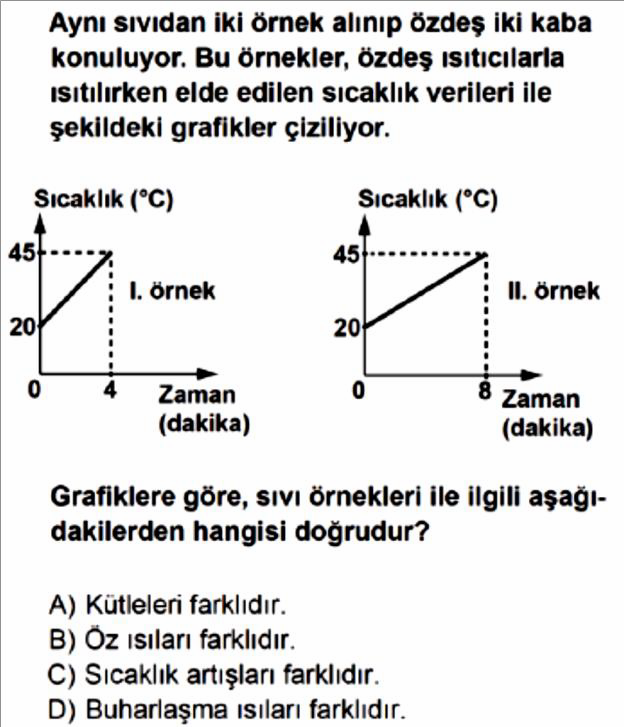 Aynı sıvıdan iki örnek alınıp özdeş iki kaba
konuluyor. Bu örnekler, özdeş ısıtıcılarla
ısıtılırken elde edilen sıcaklık verileri ile
şekildeki grafikler çiziliyor.
Sıcaklık (°C)
45
20
0
4
I. örnek
Zaman
(dakika)
Sıcaklık (°C)
45
20
0
8
II. örnek
Zaman
(dakika)
Grafiklere göre, sıvı örnekleri ile ilgili aşağı-
dakilerden hangisi doğrudur?
A) Kütleleri farklıdır.
B) Öz ısıları farklıdır.
C) Sıcaklık artışları farklıdır.
D) Buharlaşma ısıları farklıdır.